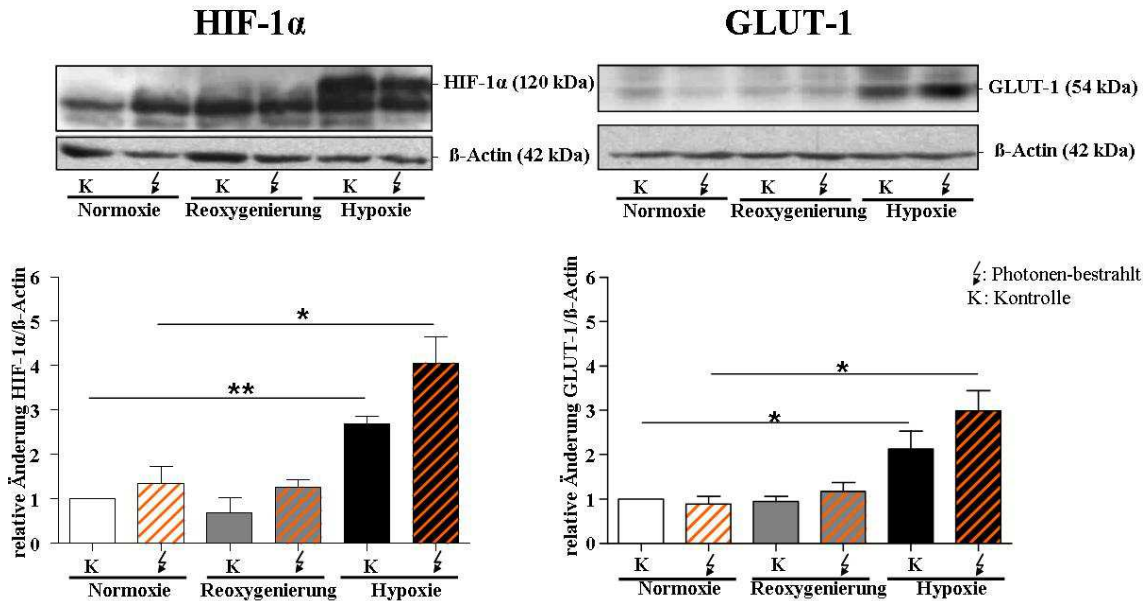 HIF-1α
GLUT-1
HIF-1α (120 kDa)
ß-Actin (42 kDa)
K K K
Normoxie Reoxygenierung Hypoxie
GLUT-1 (54 kDa)
ß-Actin (42 kDa)
K K K
Normoxie Reoxygenierung Hypoxie
relative Änderung HIF-1α/ß-Actin
6
5
4
3
2
1
0
*
**
K K K
Normoxie Reoxygenierung Hypoxie
relative Änderung GLUT-1/ß-Actin
6
5
4
3
2
1
0
*
*
K K K
Normoxie Reoxygenierung Hypoxie
: Photonen-bestrahlt
K: Kontrolle